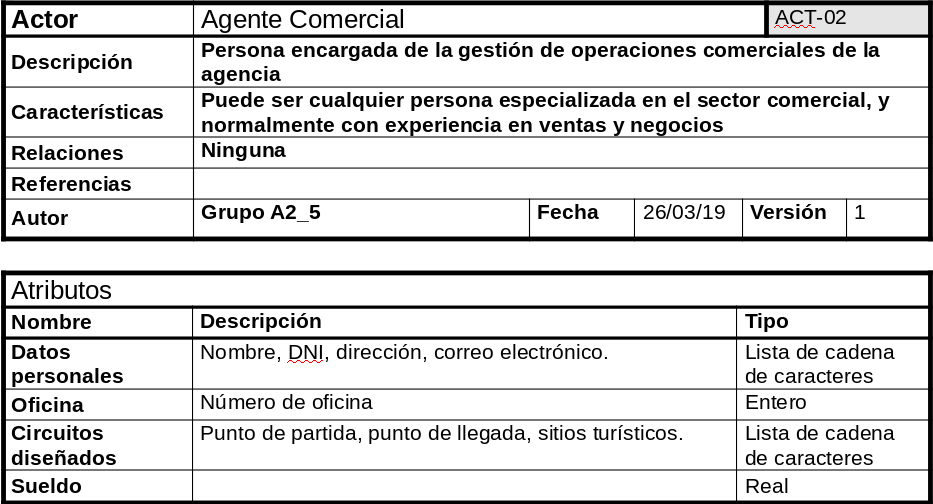 Actor Agente Comercial ACT-02
Descripción Persona encargada de la gestión de operaciones comerciales de la
agencia
Características Puede ser cualquier persona especializada en el sector comercial, y
normalmente con experiencia en ventas y negocios
Relaciones Ninguna
Referencias
Autor Grupo A2_5 Fecha 26/03/19 Versión 1
Atributos
Nombre Descripción Tipo
Datos personales Nombre, DNI, dirección, correo electrónico. Lista de cadena de caracteres
Oficina Número de oficina Entero
Circuitos diseñados Punto de partida, punto de llegada, sitios turísticos. Lista de cadena de caracteres
Sueldo Real